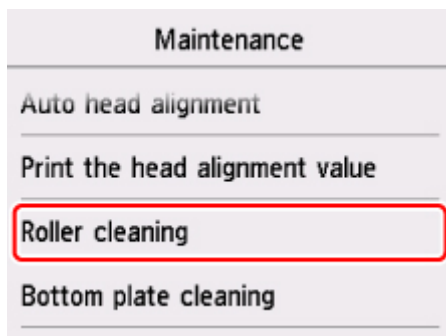 Maintenance
Auto head alignment
Print the head alignment value
Roller cleaning
Bottom plate cleaning